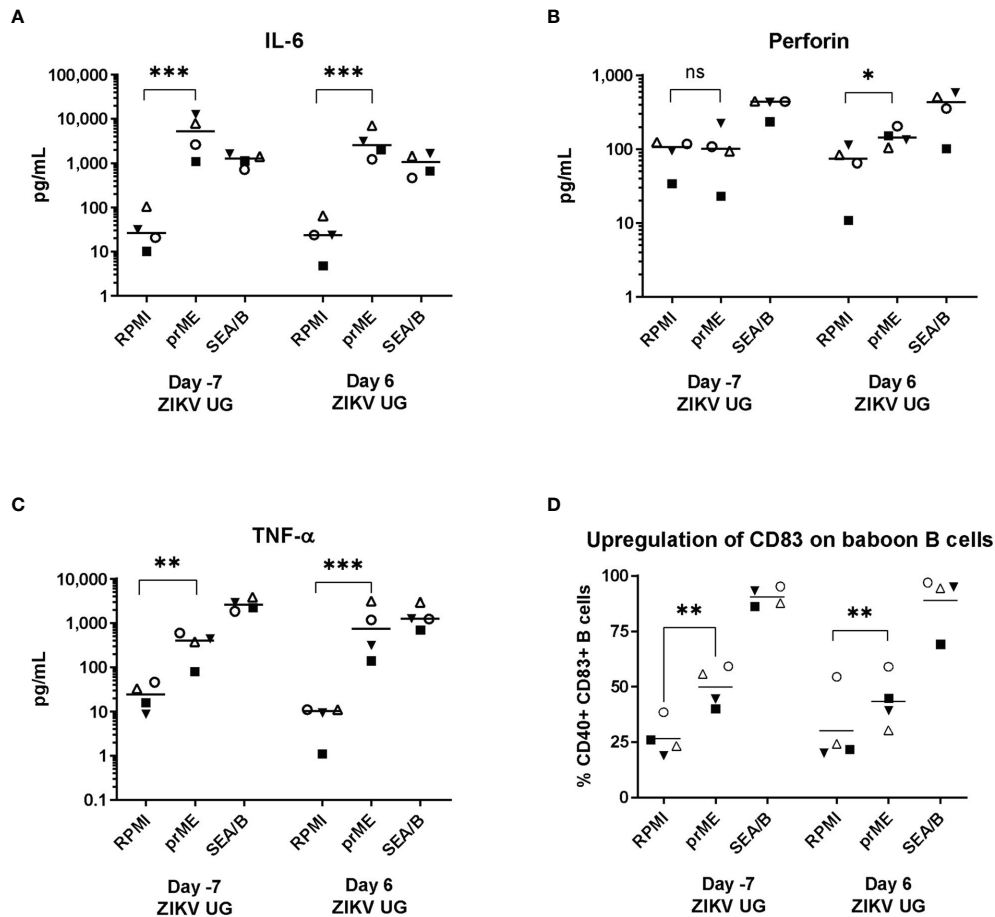 A
IL-6
pg/mL
100,000
10,000
1,000
100
10
1
***
***
RPMI
prME
SEA/B
RPMI
prME
SEA/B
Day -7
ZIKV UG
Day 6
ZIKV UG
B
Perforin
pg/mL
1,000
100
10
1
ns
*
RPMI
prME
SEA/B
RPMI
prME
SEA/B
Day -7
ZIKV UG
Day 6
ZIKV UG
C
TNF-α
pg/mL
10,000
1,000
100
10
1
0.1
**
***
RPMI
prME
SEA/B
RPMI
prME
SEA/B
Day -7
ZIKV UG
Day 6
ZIKV UG
D
Upregulation of CD83 on baboon B cells
% CD40+ CD83+ B cells
100
75
50
25
0
**
**
RPMI
prME
SEA/B
RPMI
prME
SEA/B
Day -7
ZIKV UG
Day 6
ZIKV UG